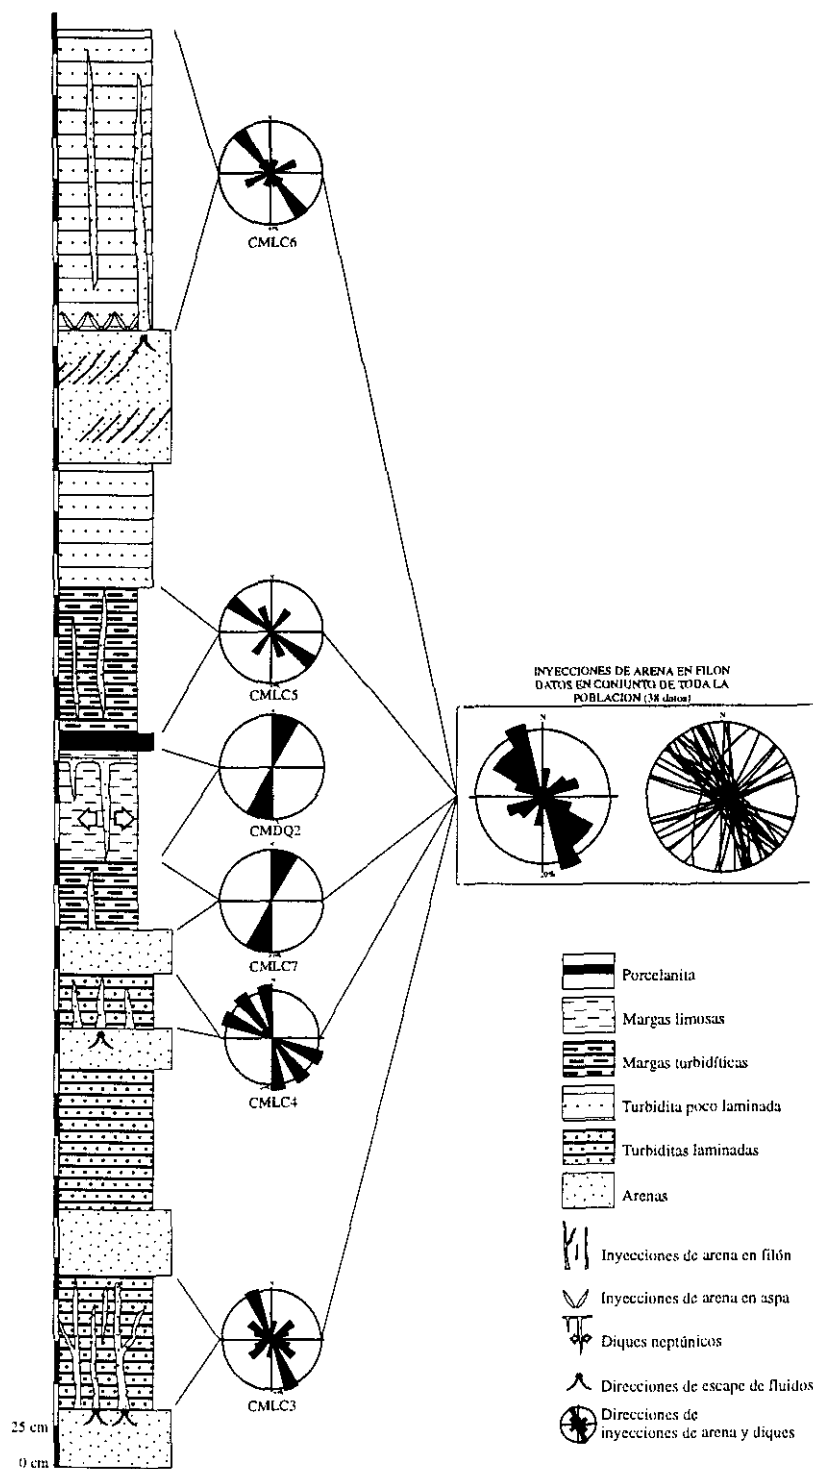 N
CMLC6
CMLC5
CMDQ2
CMLC7
CMLC4
CMLC3
25 cm
0 cm
INYECCIONES DE ARENA EN FILON
DATOS EN CONJUNTO DE TODA LA
POBLACION (38 datos)
N
N
Porcelanita
Margas limosas
Margas turbidíticas
Turbidita poco laminada
Turbiditas laminadas
Arenas
Inyecciones de arena en filón
Inyecciones de arena en aspa
Diques neptúnicos
Direcciones de escape de fluidos
Direcciones de
inyecciones de arena y diques